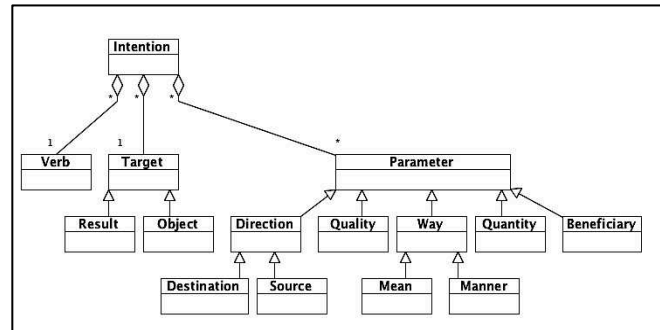 Intention
* * *
1 1 *
Verb Target Parameter
Result Object Direction Quality Way Quantity Beneficiary
Destination Source Mean Manner